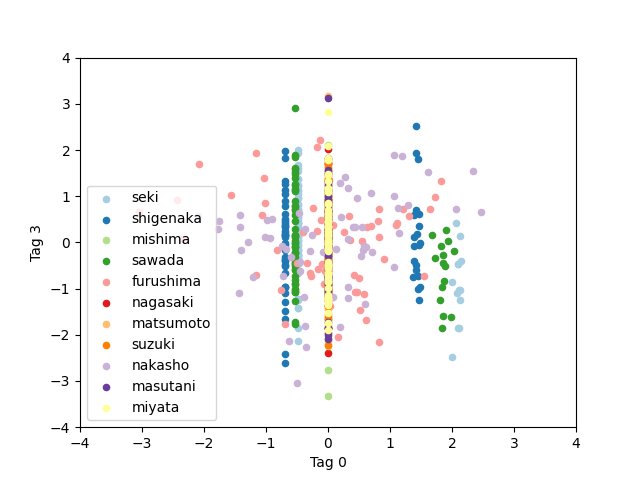 4
3
2
1
0
−1
−2
−3
−4
Tag 3
seki
shigenaka
mishima
sawada
furushima
nagasaki
matsumoto
suzuki
nakasho
masutani
miyata
−4 −3 −2 −1 0 1 2 3 4
Tag 0